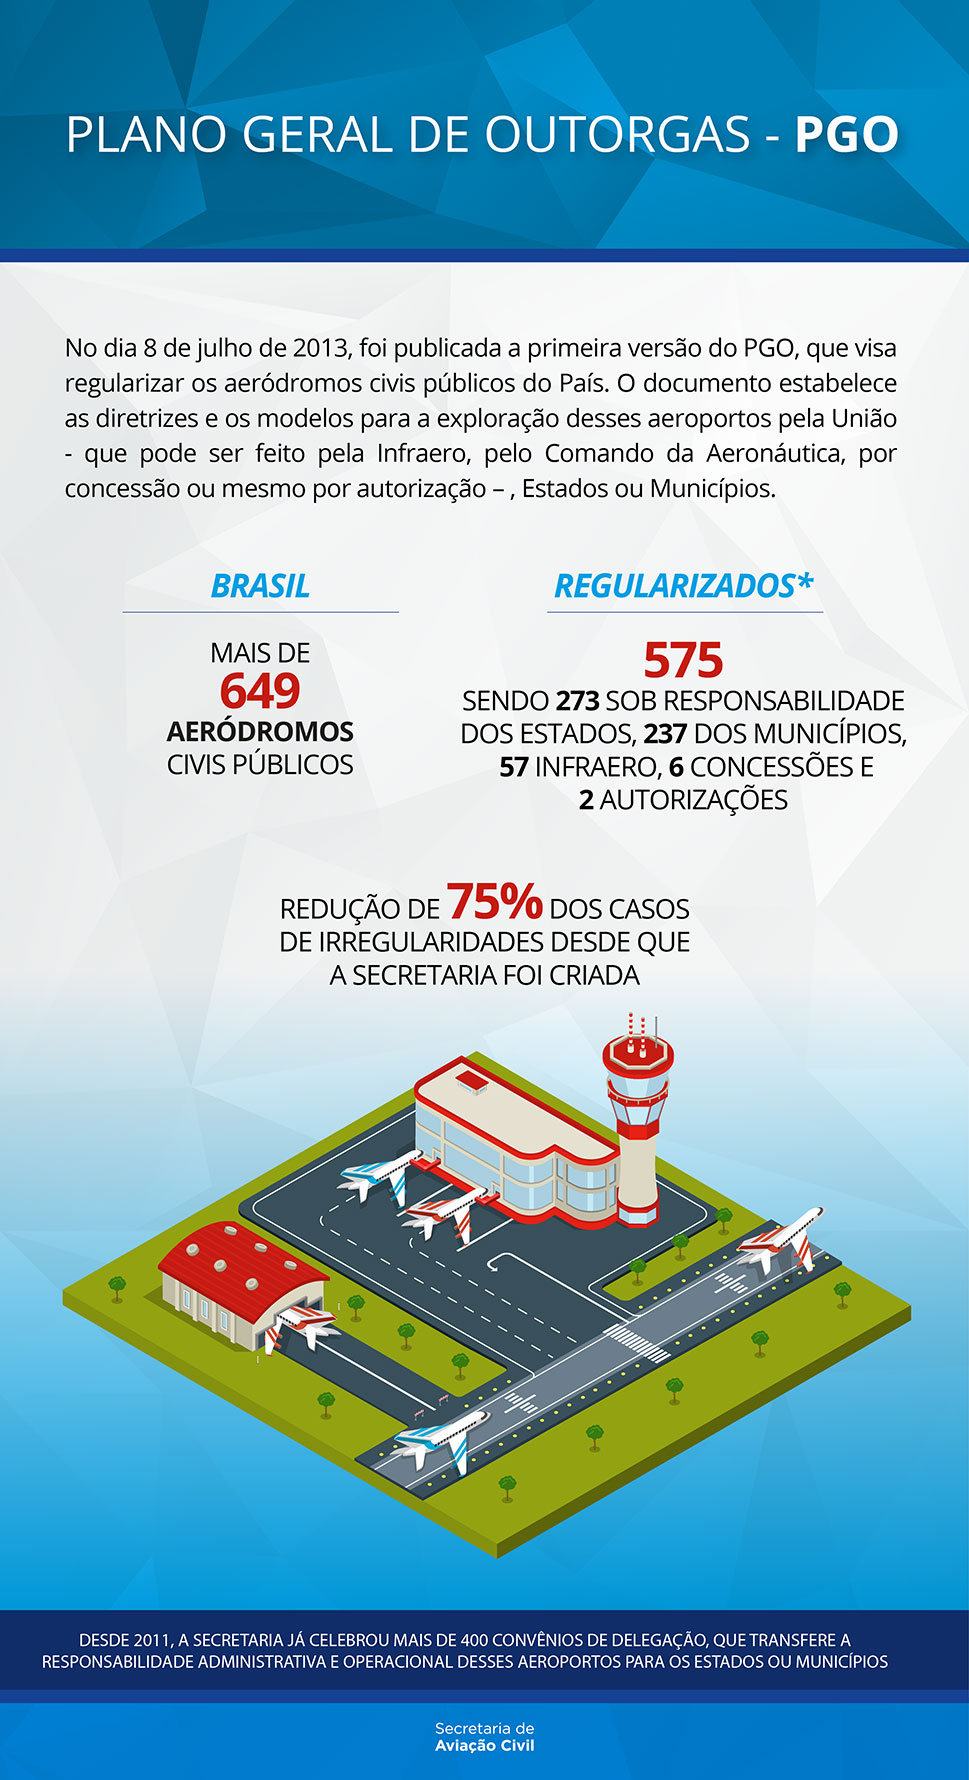 PLANO GERAL DE OUTORGAS - PGO
No dia 8 de julho de 2013, foi publicada a primeira versão do PGO, que visa
regularizar os aeródromos civis públicos do País. O documento estabelece
as diretrizes e os modelos para a exploração desses aeroportos pela União
- que pode ser feito pela Infraero, pelo Comando da Aeronáutica, por
concessão ou mesmo por autorização – , Estados ou Municípios.
BRASIL
MAIS DE
649
AERÓDROMOS
CIVIS PÚBLICOS
REGULARIZADOS*
575
SENDO 273 SOB RESPONSABILIDADE
DOS ESTADOS, 237 DOS MUNICÍPIOS,
57 INFRAERO, 6 CONCESSÕES E
2 AUTORIZAÇÕES
REDUÇÃO DE 75% DOS CASOS
DE IRREGULARIDADES DESDE QUE
A SECRETARIA FOI CRIADA
DESDE 2011, A SECRETARIA JÁ CELEBROU MAIS DE 400 CONVÊNIOS DE DELEGAÇÃO, QUE TRANSFERE A
RESPONSABILIDADE ADMINISTRATIVA E OPERACIONAL DESSES AEROPORTOS PARA OS ESTADOS OU MUNICÍPIOS
Secretaria de
Aviação Civil